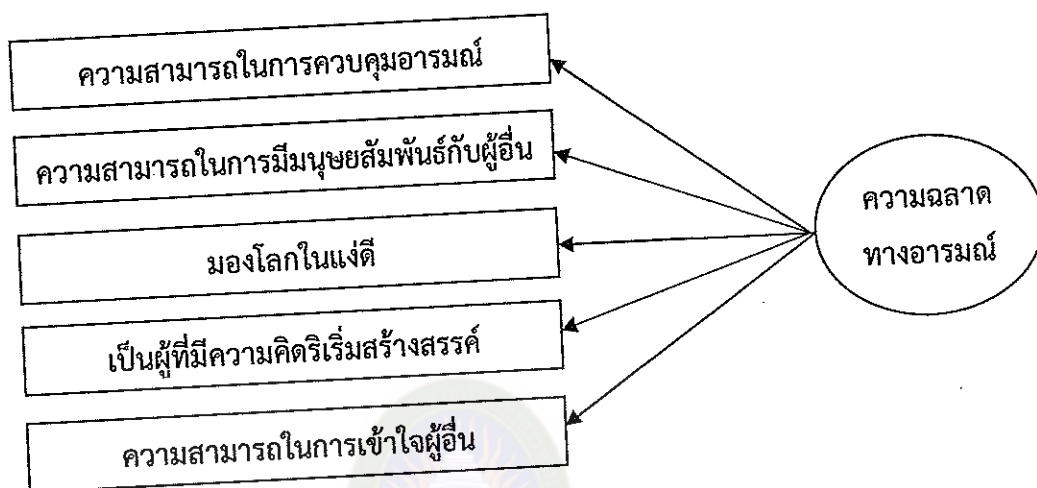 ความสามารถในการควบคุมอารมณ์
ความสามารถในการมีมนุษยสัมพันธ์กับผู้อื่น
มองโลกในแง่ดี
เป็นผู้ที่มีความคิดริเริ่มสร้างสรรค์
ความสามารถในการเข้าใจผู้อื่น
ความฉลาด
ทางอารมณ์